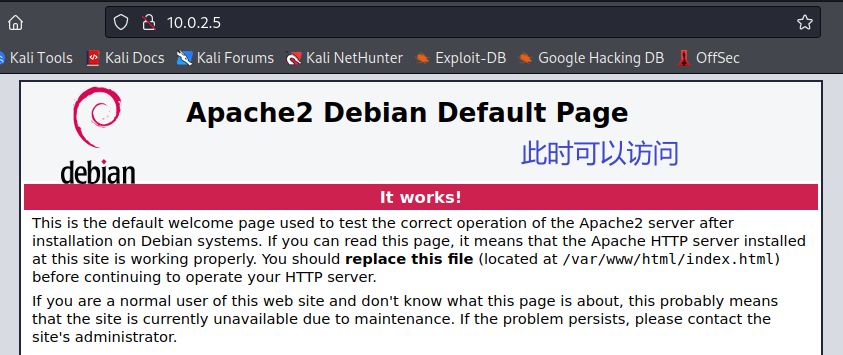 10.0.2.5
Kali Tools Kali Docs Kali Forums Kali NetHunter Exploit-DB Google Hacking DB OffSec
debian
Apache2 Debian Default Page
此时可以访问
It works!
This is the default welcome page used to test the correct operation of the Apache2 server after
installation on Debian systems. If you can read this page, it means that the Apache HTTP server installed
at this site is working properly. You should replace this file (located at /var/www/html/index.html)
before continuing to operate your HTTP server.
If you are a normal user of this web site and don't know what this page is about, this probably means
that the site is currently unavailable due to maintenance. If the problem persists, please contact the
site's administrator.